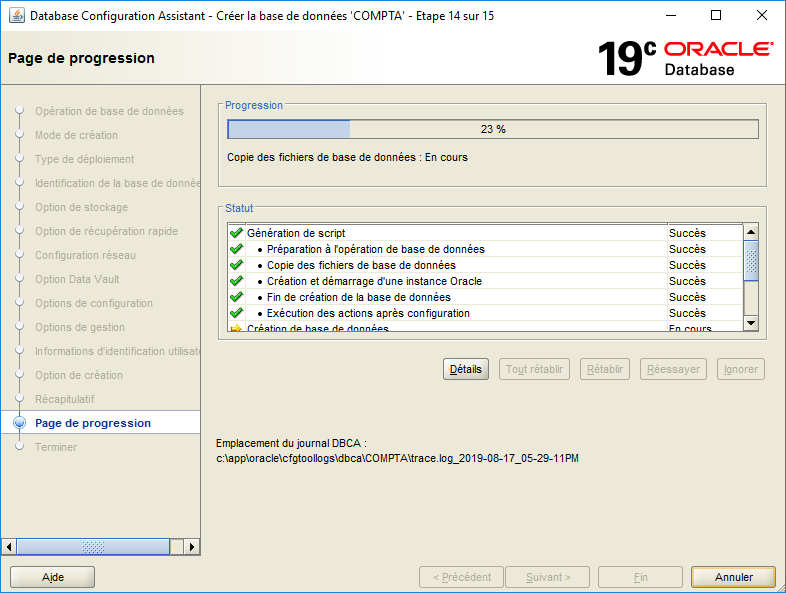 Database Configuration Assistant - Créer la base de données 'COMPTA' - Etape 14 sur 15
Page de progression
19c ORACLE
Database
Opération de base de données
Mode de création
Type de déploiement
Identification de la base de donnée
Option de stockage
Option de récupération rapide
Configuration réseau
Option Data Vault
Options de configuration
Options de gestion
Informations d'identification utilisat
Option de création
Récapitulatif
Page de progression
Terminer
Progression
23 %
Copie des fichiers de base de données : En cours
Statut
Génération de script Succès
• Préparation à l'opération de base de données Succès
• Copie des fichiers de base de données Succès
• Création et démarrage d'une instance Oracle Succès
• Fin de création de la base de données Succès
• Exécution des actions après configuration Succès
Création de base de données En cours
Détails Tout rétablir Rétablir Réessayer Ignorer
Emplacement du journal DBCA :
c:\app\oracle\cfgtoollogs\dbca\COMPTA\trace.log_2019-08-17_05-29-11PM
Aide < Précédent Suivant > Fin Annuler